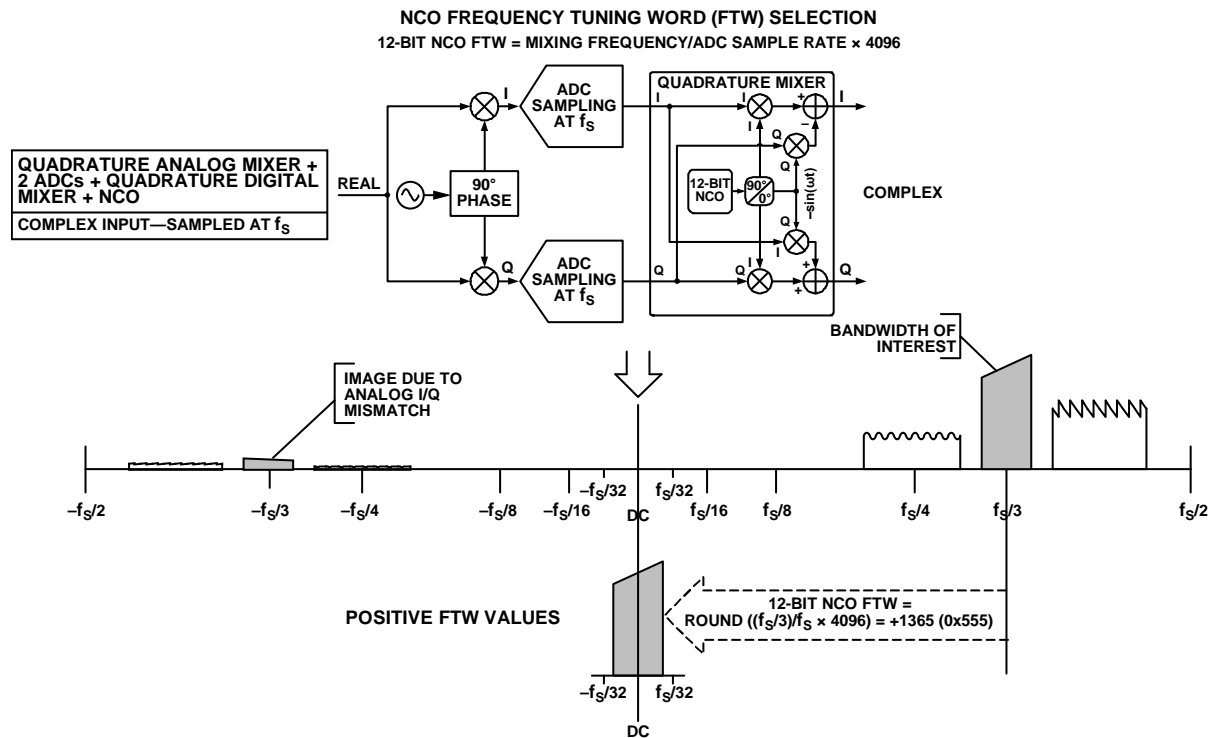 NCO FREQUENCY TUNING WORD (FTW) SELECTION
12-BIT NCO FTW = MIXING FREQUENCY/ADC SAMPLE RATE × 4096
QUADRATURE ANALOG MIXER +
2 ADCs + QUADRATURE DIGITAL
MIXER + NCO
COMPLEX INPUT—SAMPLED AT fS
REAL
90°
PHASE
I
ADC
SAMPLING
AT fS
I
Q
ADC
SAMPLING
AT fS
Q
QUADRATURE MIXER
I
I
+
–
I
Q
Q
12-BIT
NCO
90°
0°
–sin(ωt)
Q
I
I
Q
+
+
Q
COMPLEX
BANDWIDTH OF
INTEREST
IMAGE DUE TO
ANALOG I/Q
MISMATCH
–fS/2
–fS/3
–fS/4
–fS/8
–fS/16
–fS/32
DC
fS/32
fS/16
fS/8
fS/4
fS/3
fS/2
POSITIVE FTW VALUES
12-BIT NCO FTW =
ROUND ((fS/3)/fS × 4096) = +1365 (0x555)
–fS/32
fS/32
DC